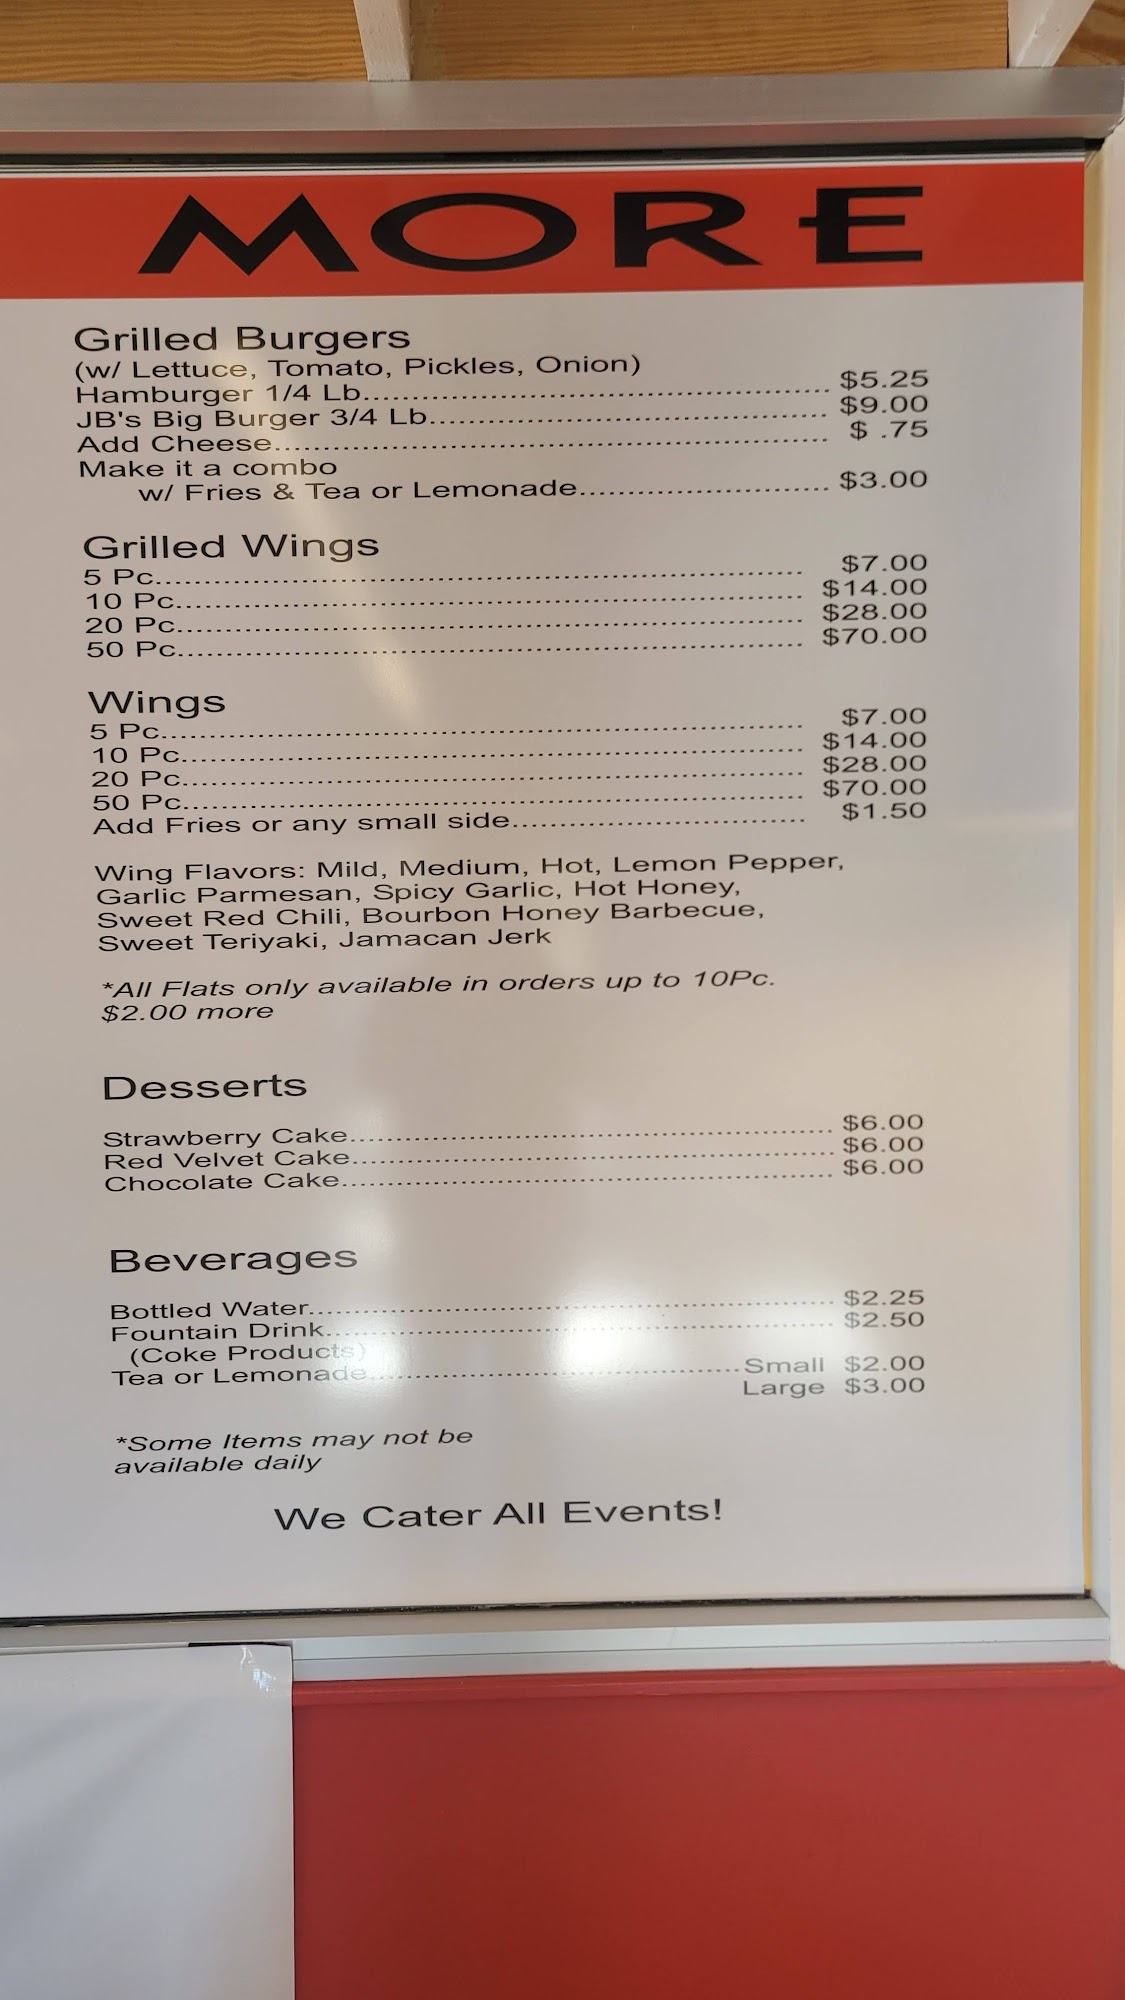 MORE
Grilled Burgers
(w/ Lettuce, Tomato, Pickles, Onion)
Hamburger 1/4 Lb. $5.25
JB's Big Burger 3/4 Lb. $9.00
Add Cheese $ .75
Make it a combo
w/ Fries & Tea or Lemonade $3.00
Grilled Wings
5 Pc. $7.00
10 Pc. $14.00
20 Pc. $28.00
50 Pc. $70.00
Wings
5 Pc. $7.00
10 Pc. $14.00
20 Pc. $28.00
50 Pc. $70.00
Add Fries or any small side $1.50
Wing Flavors: Mild, Medium, Hot, Lemon Pepper,
Garlic Parmesan, Spicy Garlic, Hot Honey,
Sweet Red Chili, Bourbon Honey Barbecue,
Sweet Teriyaki, Jamacan Jerk
*All Flats only available in orders up to 10Pc.
$2.00 more
Desserts
Strawberry Cake $6.00
Red Velvet Cake $6.00
Chocolate Cake $6.00
Beverages
Bottled Water $2.25
Fountain Drink $2.50
(Coke Products)
Tea or Lemonade Small $2.00
Large $3.00
*Some Items may not be
available daily
We Cater All Events!